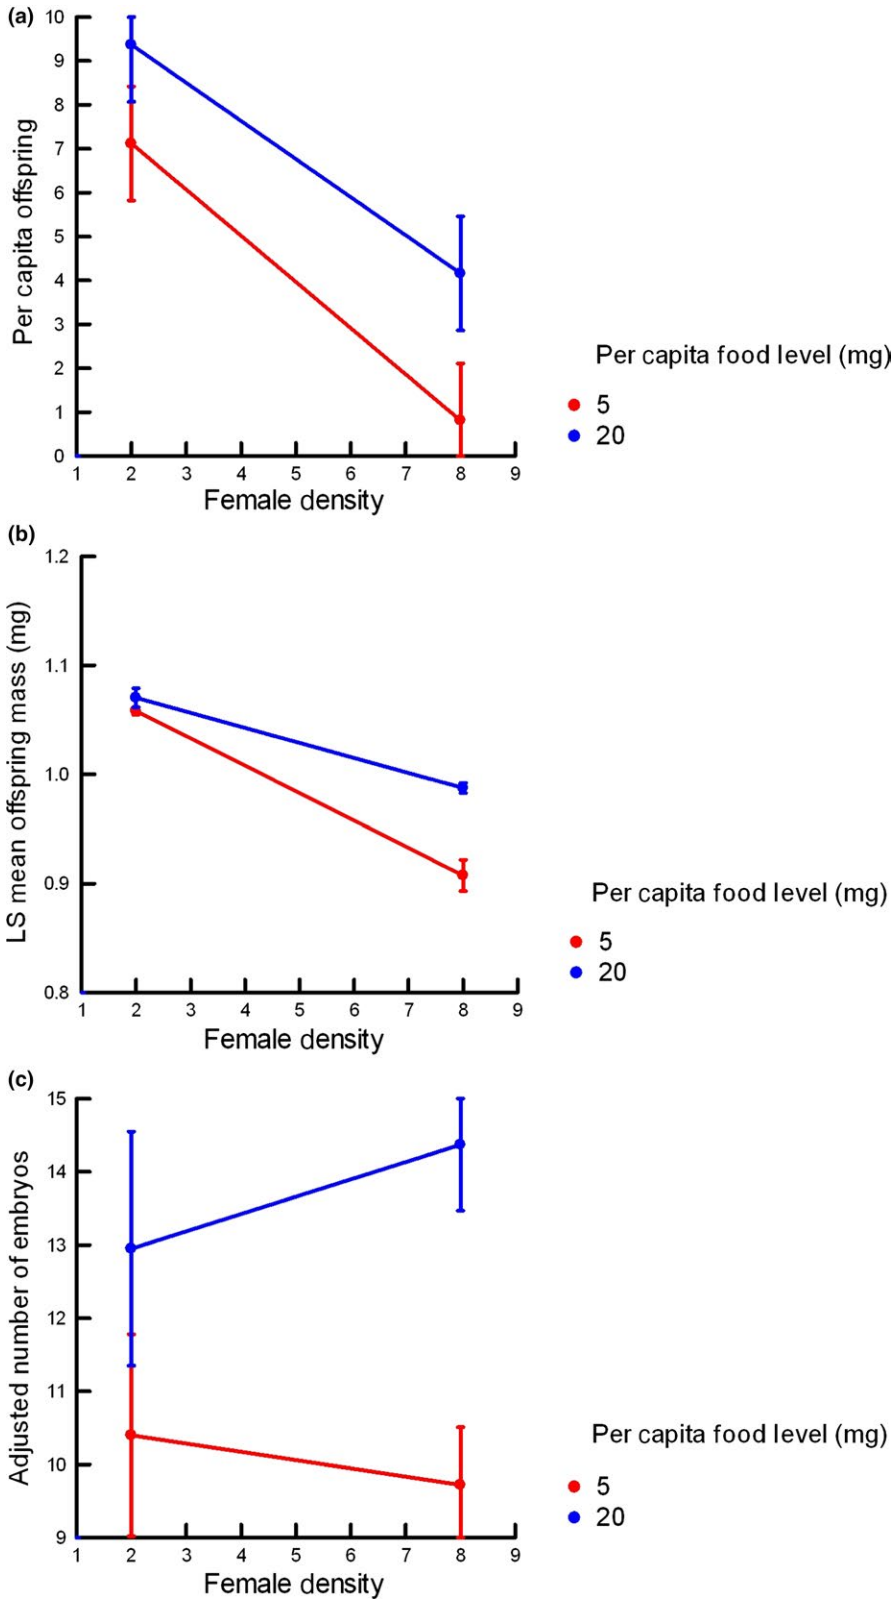 (a)
10
9
8
7
6
5
4
3
2
1
0
Per capita offspring
1 2 3 4 5 6 7 8 9
Female density
Per capita food level (mg)
5
20
(b)
1.2
1.1
1.0
0.9
0.8
LS mean offspring mass (mg)
1 2 3 4 5 6 7 8 9
Female density
Per capita food level (mg)
5
20
(c)
15
14
13
12
11
10
9
Adjusted number of embryos
1 2 3 4 5 6 7 8 9
Female density
Per capita food level (mg)
5
20